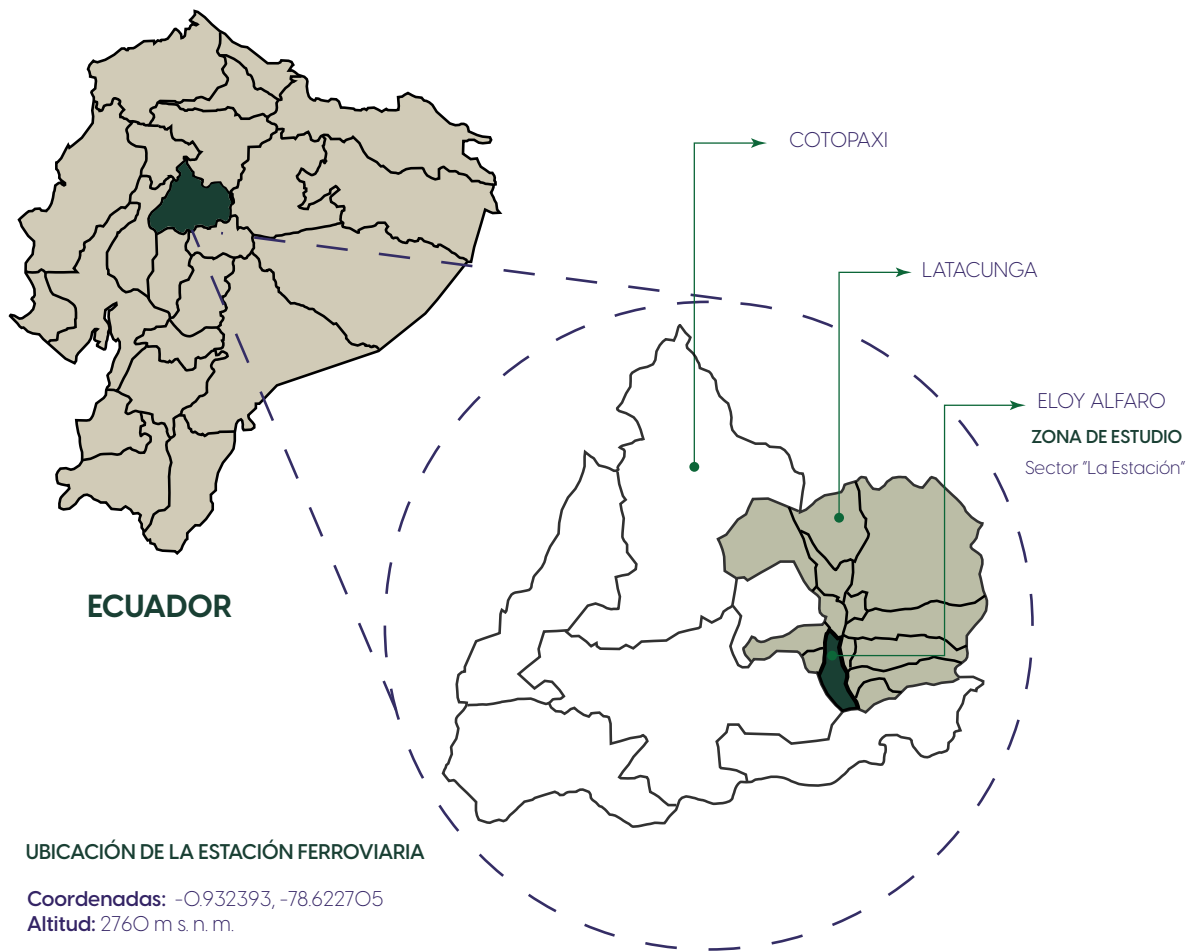 COTOPAXI
LATACUNGA
ELOY ALFARO
ZONA DE ESTUDIO
Sector "La Estación"
ECUADOR
UBICACIÓN DE LA ESTACIÓN FERROVIARIA
Coordenadas: -0.932393, -78.622705
Altitud: 2760 m s. n. m.